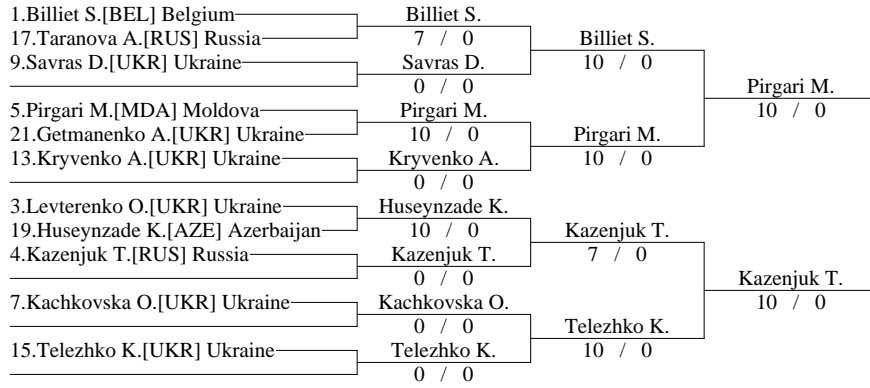 1.Billiet S.[BEL] Belgium
17.Taranova A.[RUS] Russia
9.Savras D.[UKR] Ukraine
5.Pirgari M.[MDA] Moldova
21.Getmanenko A.[UKR] Ukraine
13.Kryvenko A.[UKR] Ukraine
3.Levterenko O.[UKR] Ukraine
19.Huseynzade K.[AZE] Azerbaijan
4.Kazenjuk T.[RUS] Russia
7.Kachkovska O.[UKR] Ukraine
15.Telezhko K.[UKR] Ukraine
Billiet S.
7 / 0
Savras D.
0 / 0
Pirgari M.
10 / 0
Kryvenko A.
0 / 0
Huseynzade K.
10 / 0
Kazenjuk T.
0 / 0
Kachkovska O.
0 / 0
Telezhko K.
0 / 0
Billiet S.
10 / 0
Pirgari M.
10 / 0
Kazenjuk T.
7 / 0
Telezhko K.
10 / 0
Pirgari M.
10 / 0
Kazenjuk T.
10 / 0